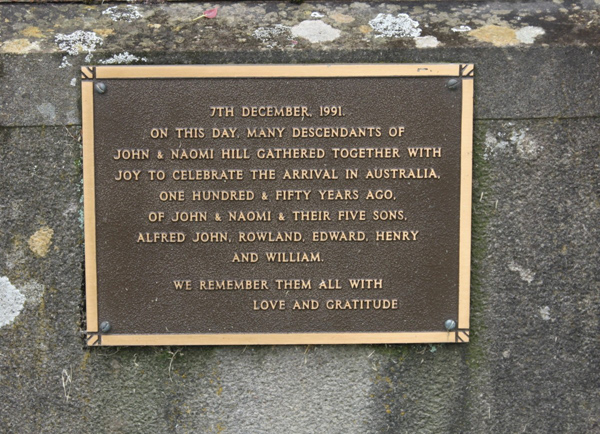 7TH DECEMBER, 1991.
ON THIS DAY, MANY DESCENDANTS OF
JOHN & NAOMI HILL GATHERED TOGETHER WITH
JOY TO CELEBRATE THE ARRIVAL IN AUSTRALIA,
ONE HUNDRED & FIFTY YEARS AGO,
OF JOHN & NAOMI & THEIR FIVE SONS,
ALFRED JOHN, ROWLAND, EDWARD, HENRY
AND WILLIAM.
WE REMEMBER THEM ALL WITH
LOVE AND GRATITUDE